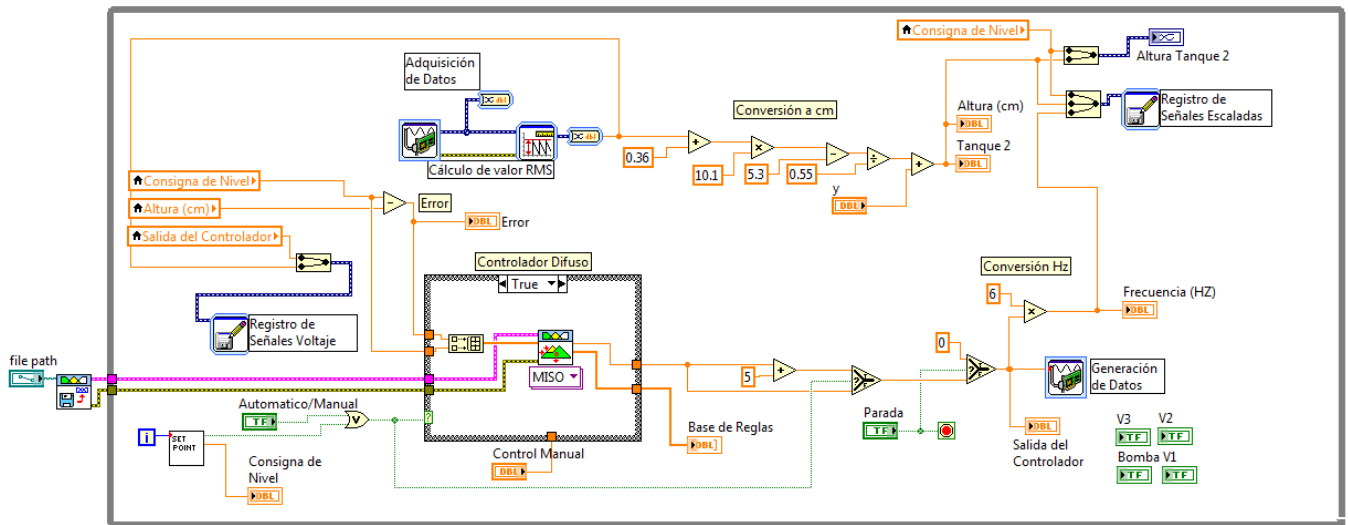 Consigna de Nivel
Altura Tanque 2
Adquisición
de Datos
dbl
Registro de
Señales Escaladas
Altura (cm)
DBL
Conversión a cm
dbl
0.36
10.1
5.3
0.55
Tanque 2
DBL
Cálculo de valor RMS
y
DBL
Consigna de Nivel
Altura (cm)
Error
DBL
Error
Salida del Controlador
Controlador Difuso
True
Conversión Hz
6
Frecuencia (HZ)
DBL
Registro de
Señales Voltaje
file path
MISO
0
5
Generación
de Datos
Automatico/Manual
TF
V
?
Parada
TF
Base de Reglas
DBL
V3
V2
TF
TF
i
SET
POINT
Control Manual
DBL
DBL
Salida del
Controlador
Bomba
V1
TF
TF
Consigna de
Nivel
DBL